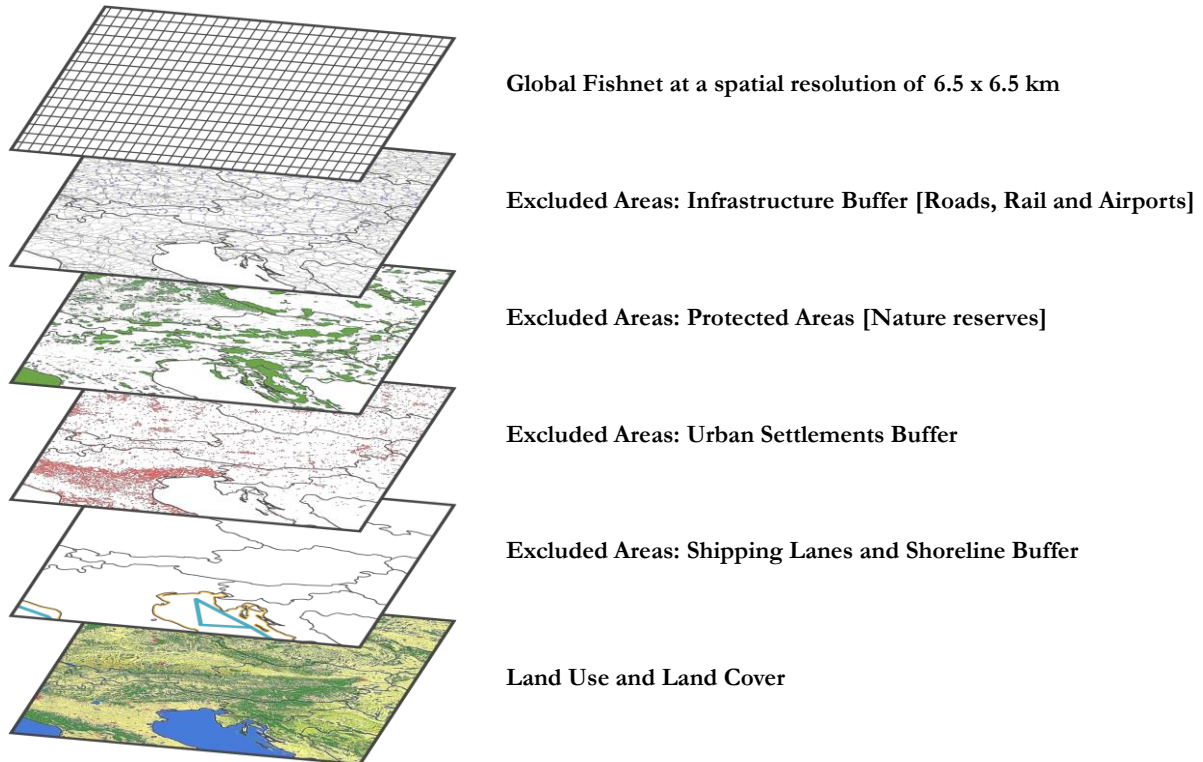 Global Fishnet at a spatial resolution of 6.5 x 6.5 km
Excluded Areas: Infrastructure Buffer [Roads, Rail and Airports]
Excluded Areas: Protected Areas [Nature reserves]
Excluded Areas: Urban Settlements Buffer
Excluded Areas: Shipping Lanes and Shoreline Buffer
Land Use and Land Cover